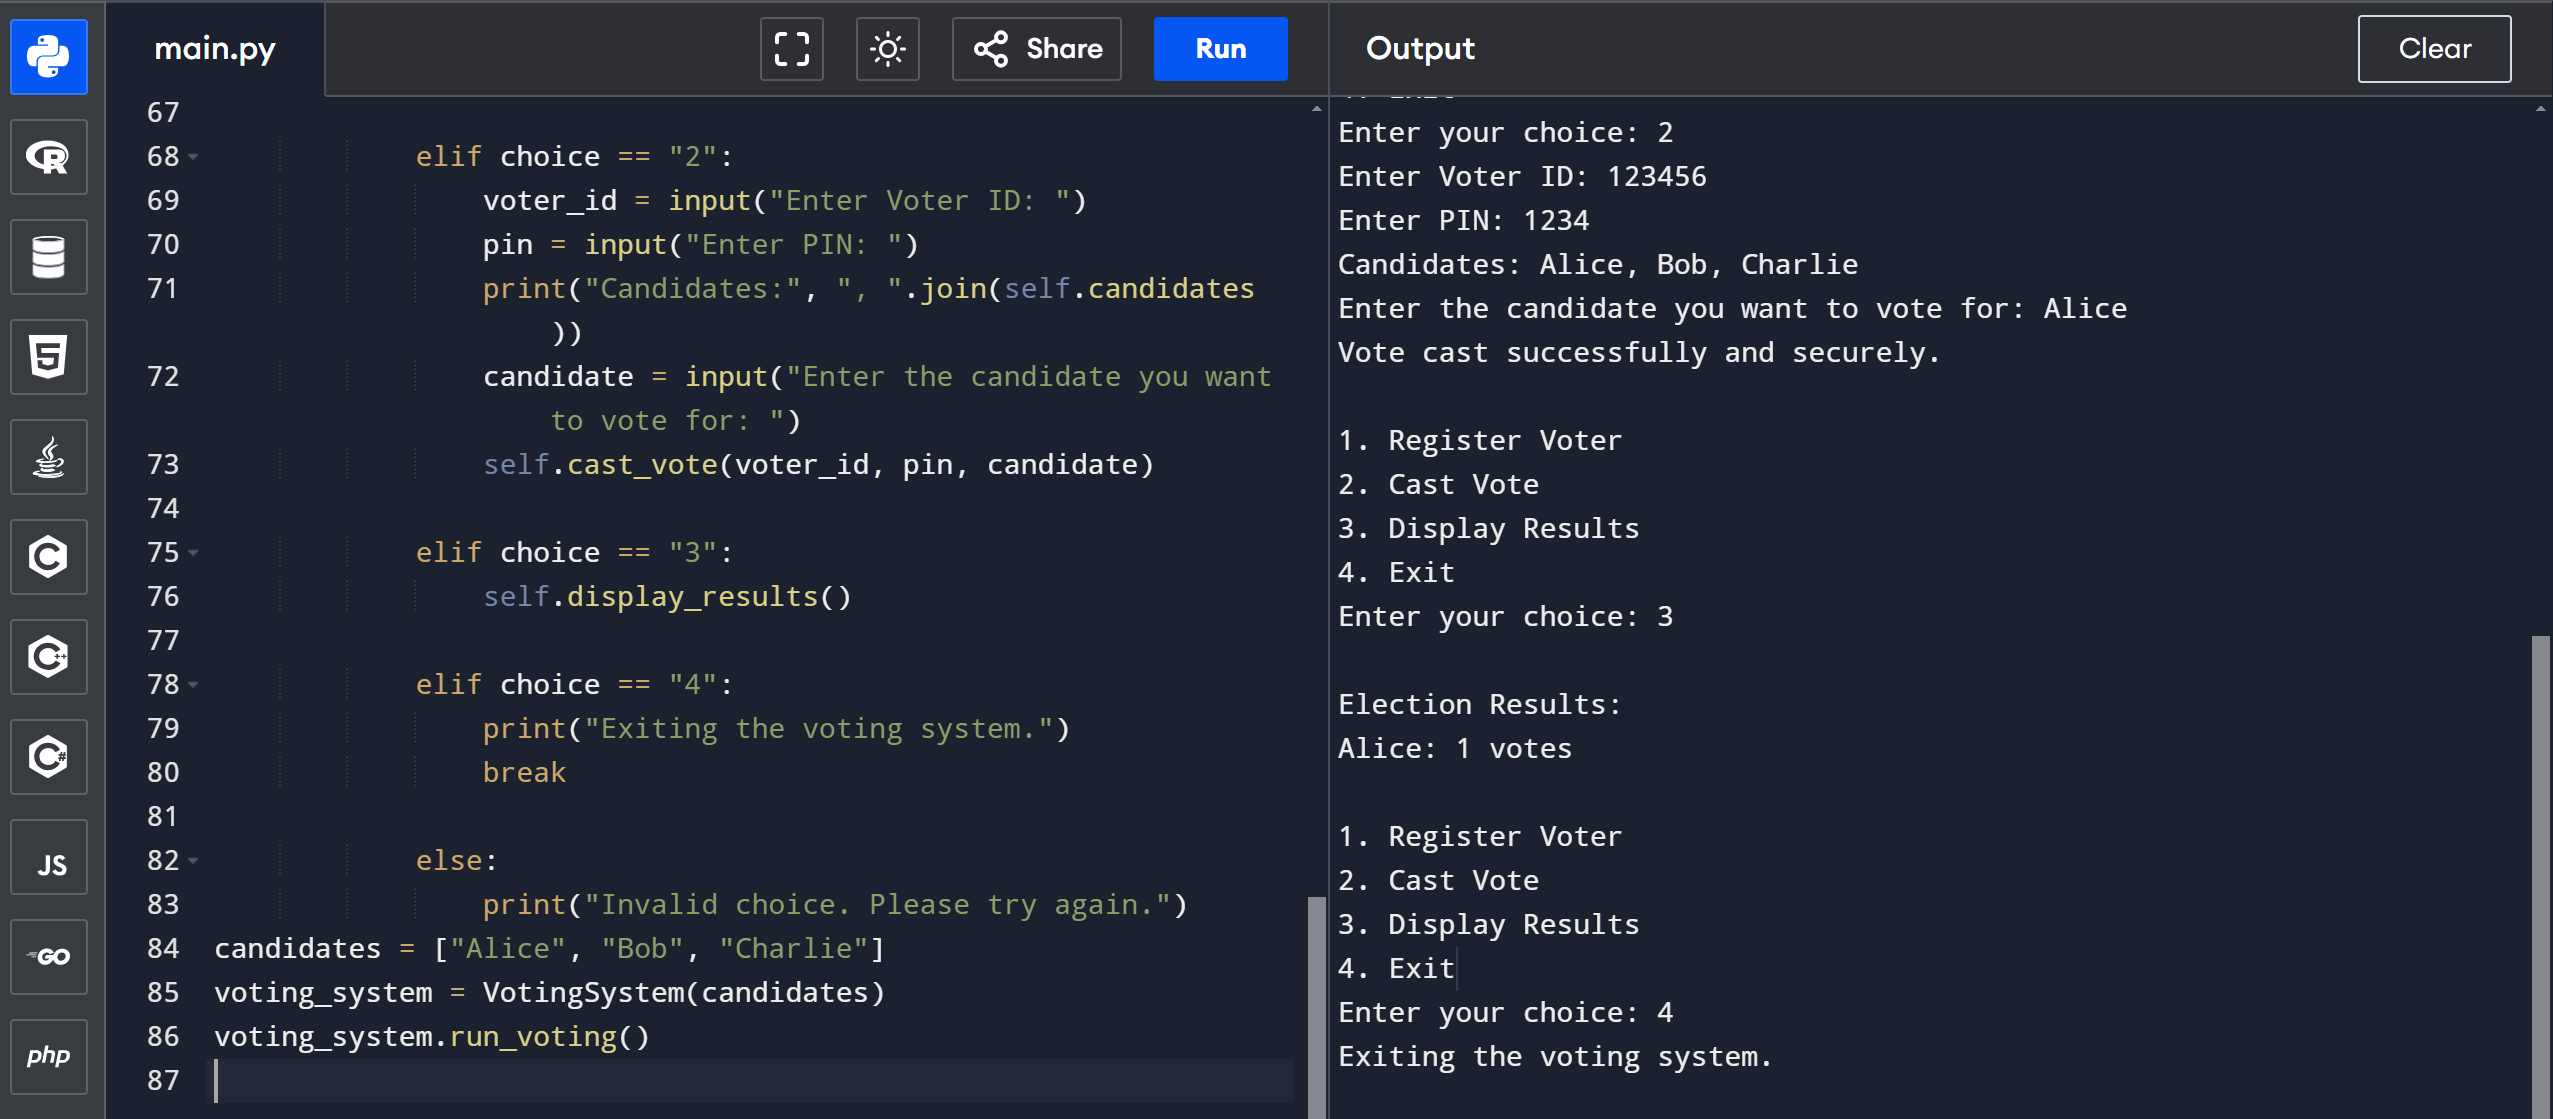 main.py
Share
Run
Output
Clear
67
68 elif choice == "2":
69 voter_id = input("Enter Voter ID: ")
70 pin = input("Enter PIN: ")
71 print("Candidates:", ", ".join(self.candidates
))
72 candidate = input("Enter the candidate you want
to vote for: ")
73 self.cast_vote(voter_id, pin, candidate)
74
75 elif choice == "3":
76 self.display_results()
77
78 elif choice == "4":
79 print("Exiting the voting system.")
80 break
81
82 else:
83 print("Invalid choice. Please try again.")
84 candidates = ["Alice", "Bob", "Charlie"]
85 voting_system = VotingSystem(candidates)
86 voting_system.run_voting()
87
Enter your choice: 2
Enter Voter ID: 123456
Enter PIN: 1234
Candidates: Alice, Bob, Charlie
Enter the candidate you want to vote for: Alice
Vote cast successfully and securely.
1. Register Voter
2. Cast Vote
3. Display Results
4. Exit
Enter your choice: 3
Election Results:
Alice: 1 votes
1. Register Voter
2. Cast Vote
3. Display Results
4. Exit
Enter your choice: 4
Exiting the voting system.
R
5
C
C++
C#
JS
GO
php